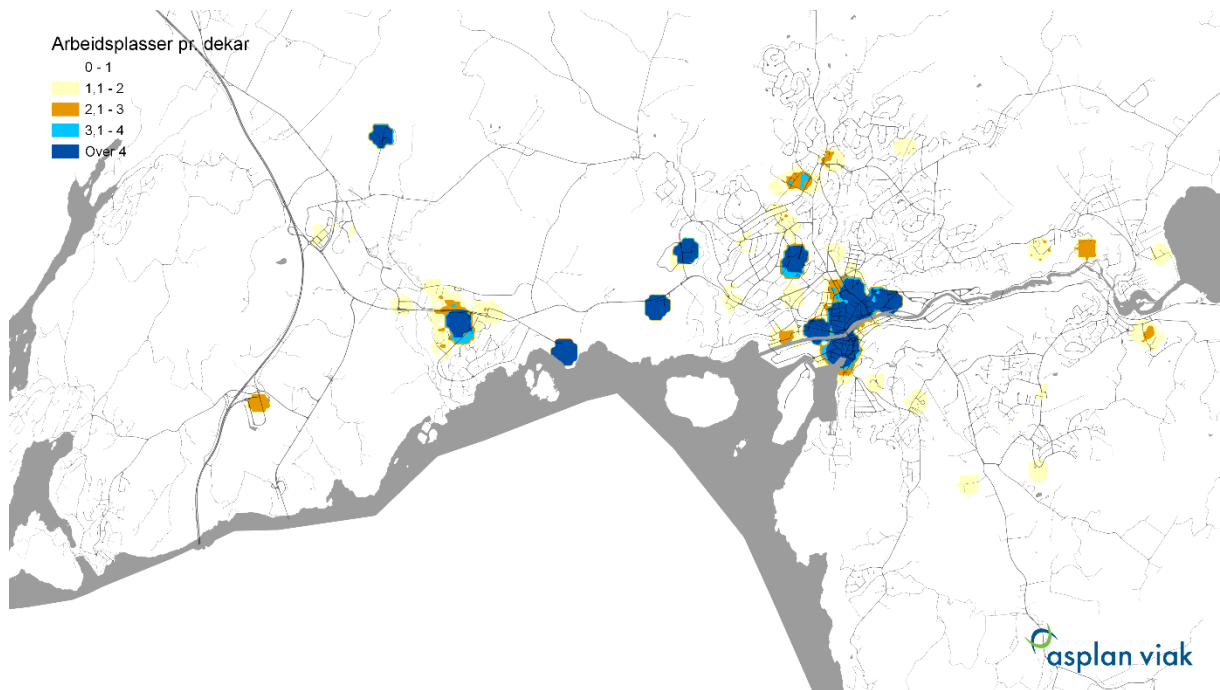 Arbeidsplasser pr. dekar
0 - 1
1,1 - 2
2,1 - 3
3,1 - 4
Over 4
asplan viak